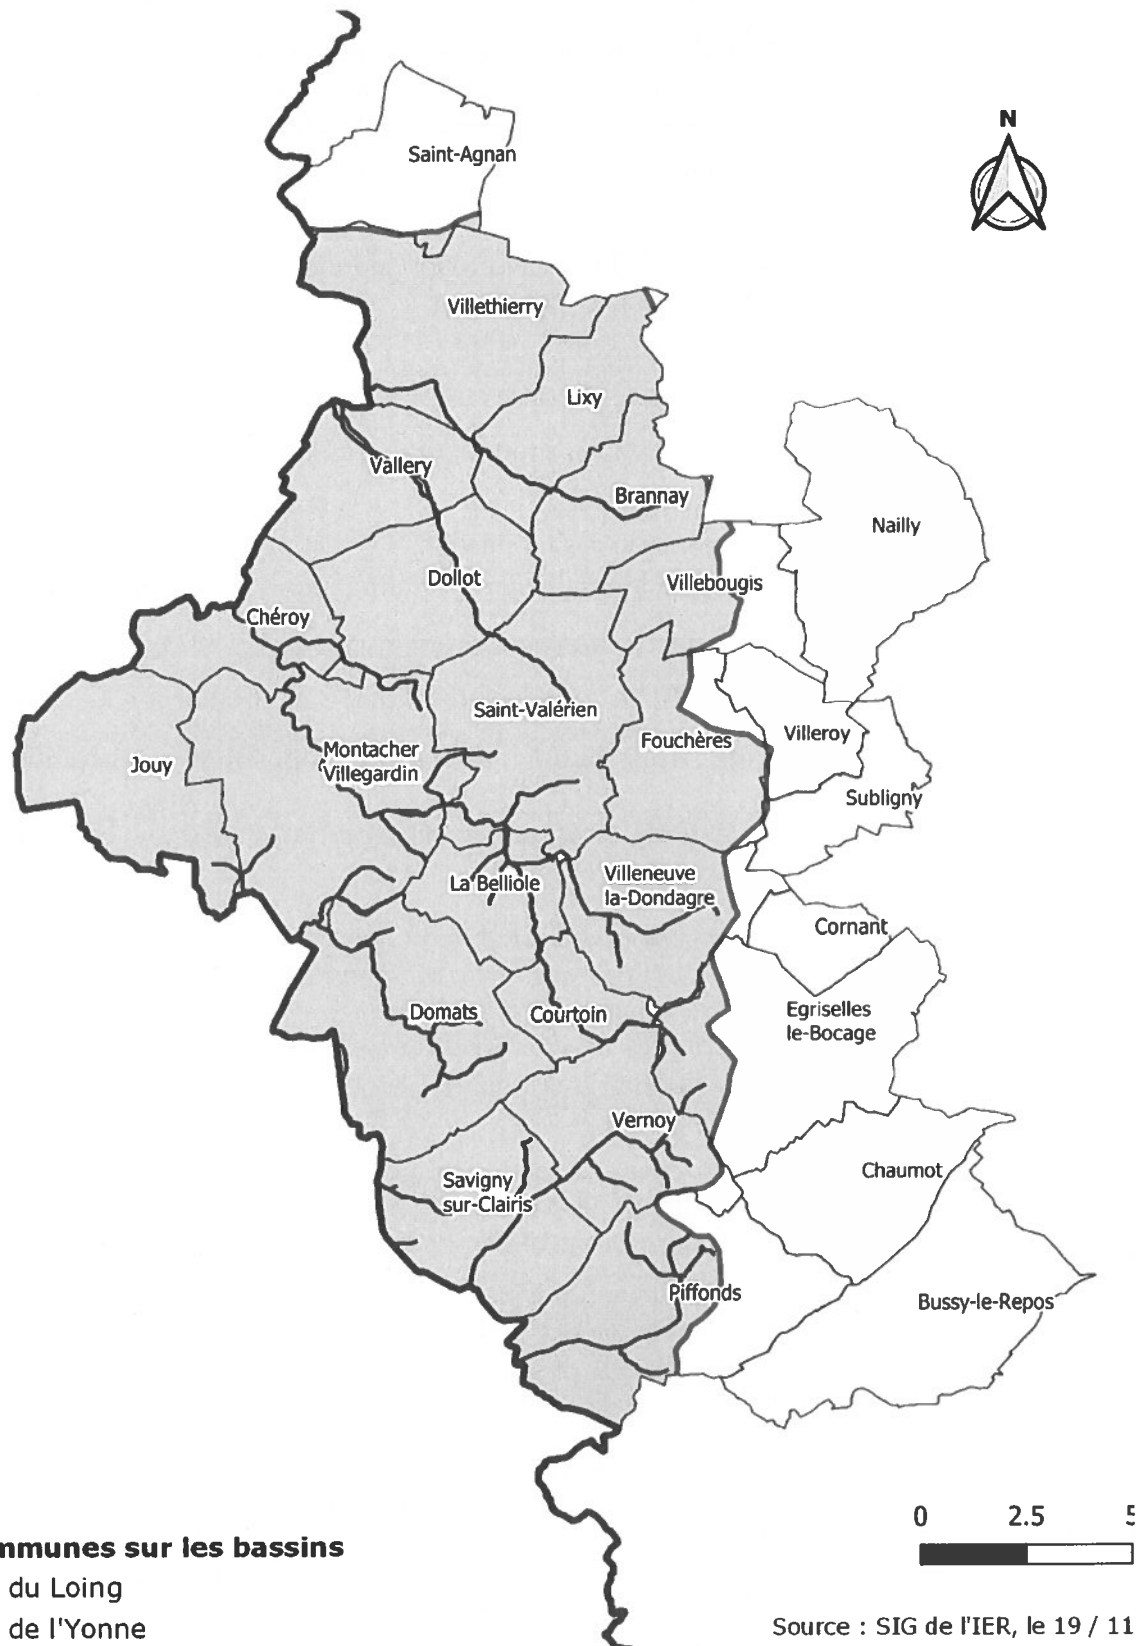 N
Saint-Agnan
Villethierry
Lixy
Vallery
Brannay
Nailly
Dollot
Villebougis
Chéroy
Saint-Valérien
Fouchères
Villeroy
Jouy
Montacher
Villegardin
Subligny
La Belliole
Villeneuve
la-Dondagre
Cornant
Domats
Courtoin
Egriselles
le-Bocage
Vernoy
Chaumot
Savigny
sur-Clairis
Piffonds
Bussy-le-Repos
0 2.5 5
mmunes sur les bassins
du Loing
de l'Yonne
Source : SIG de l'IER, le 19 / 11